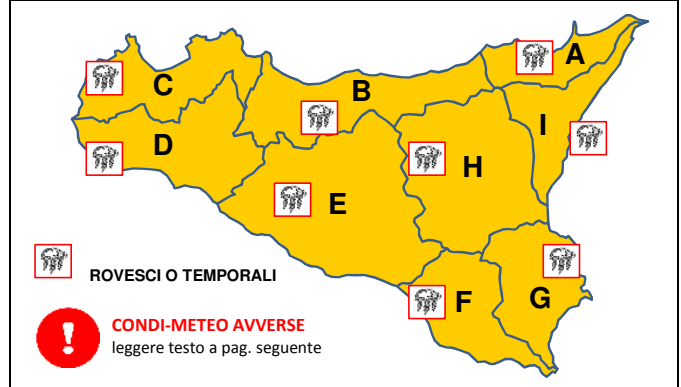 A
C
B
I
D
H
E
F
G
ROVESCI O TEMPORALI
!
CONDI-METEO AVVERSE
leggere testo a pag. seguente